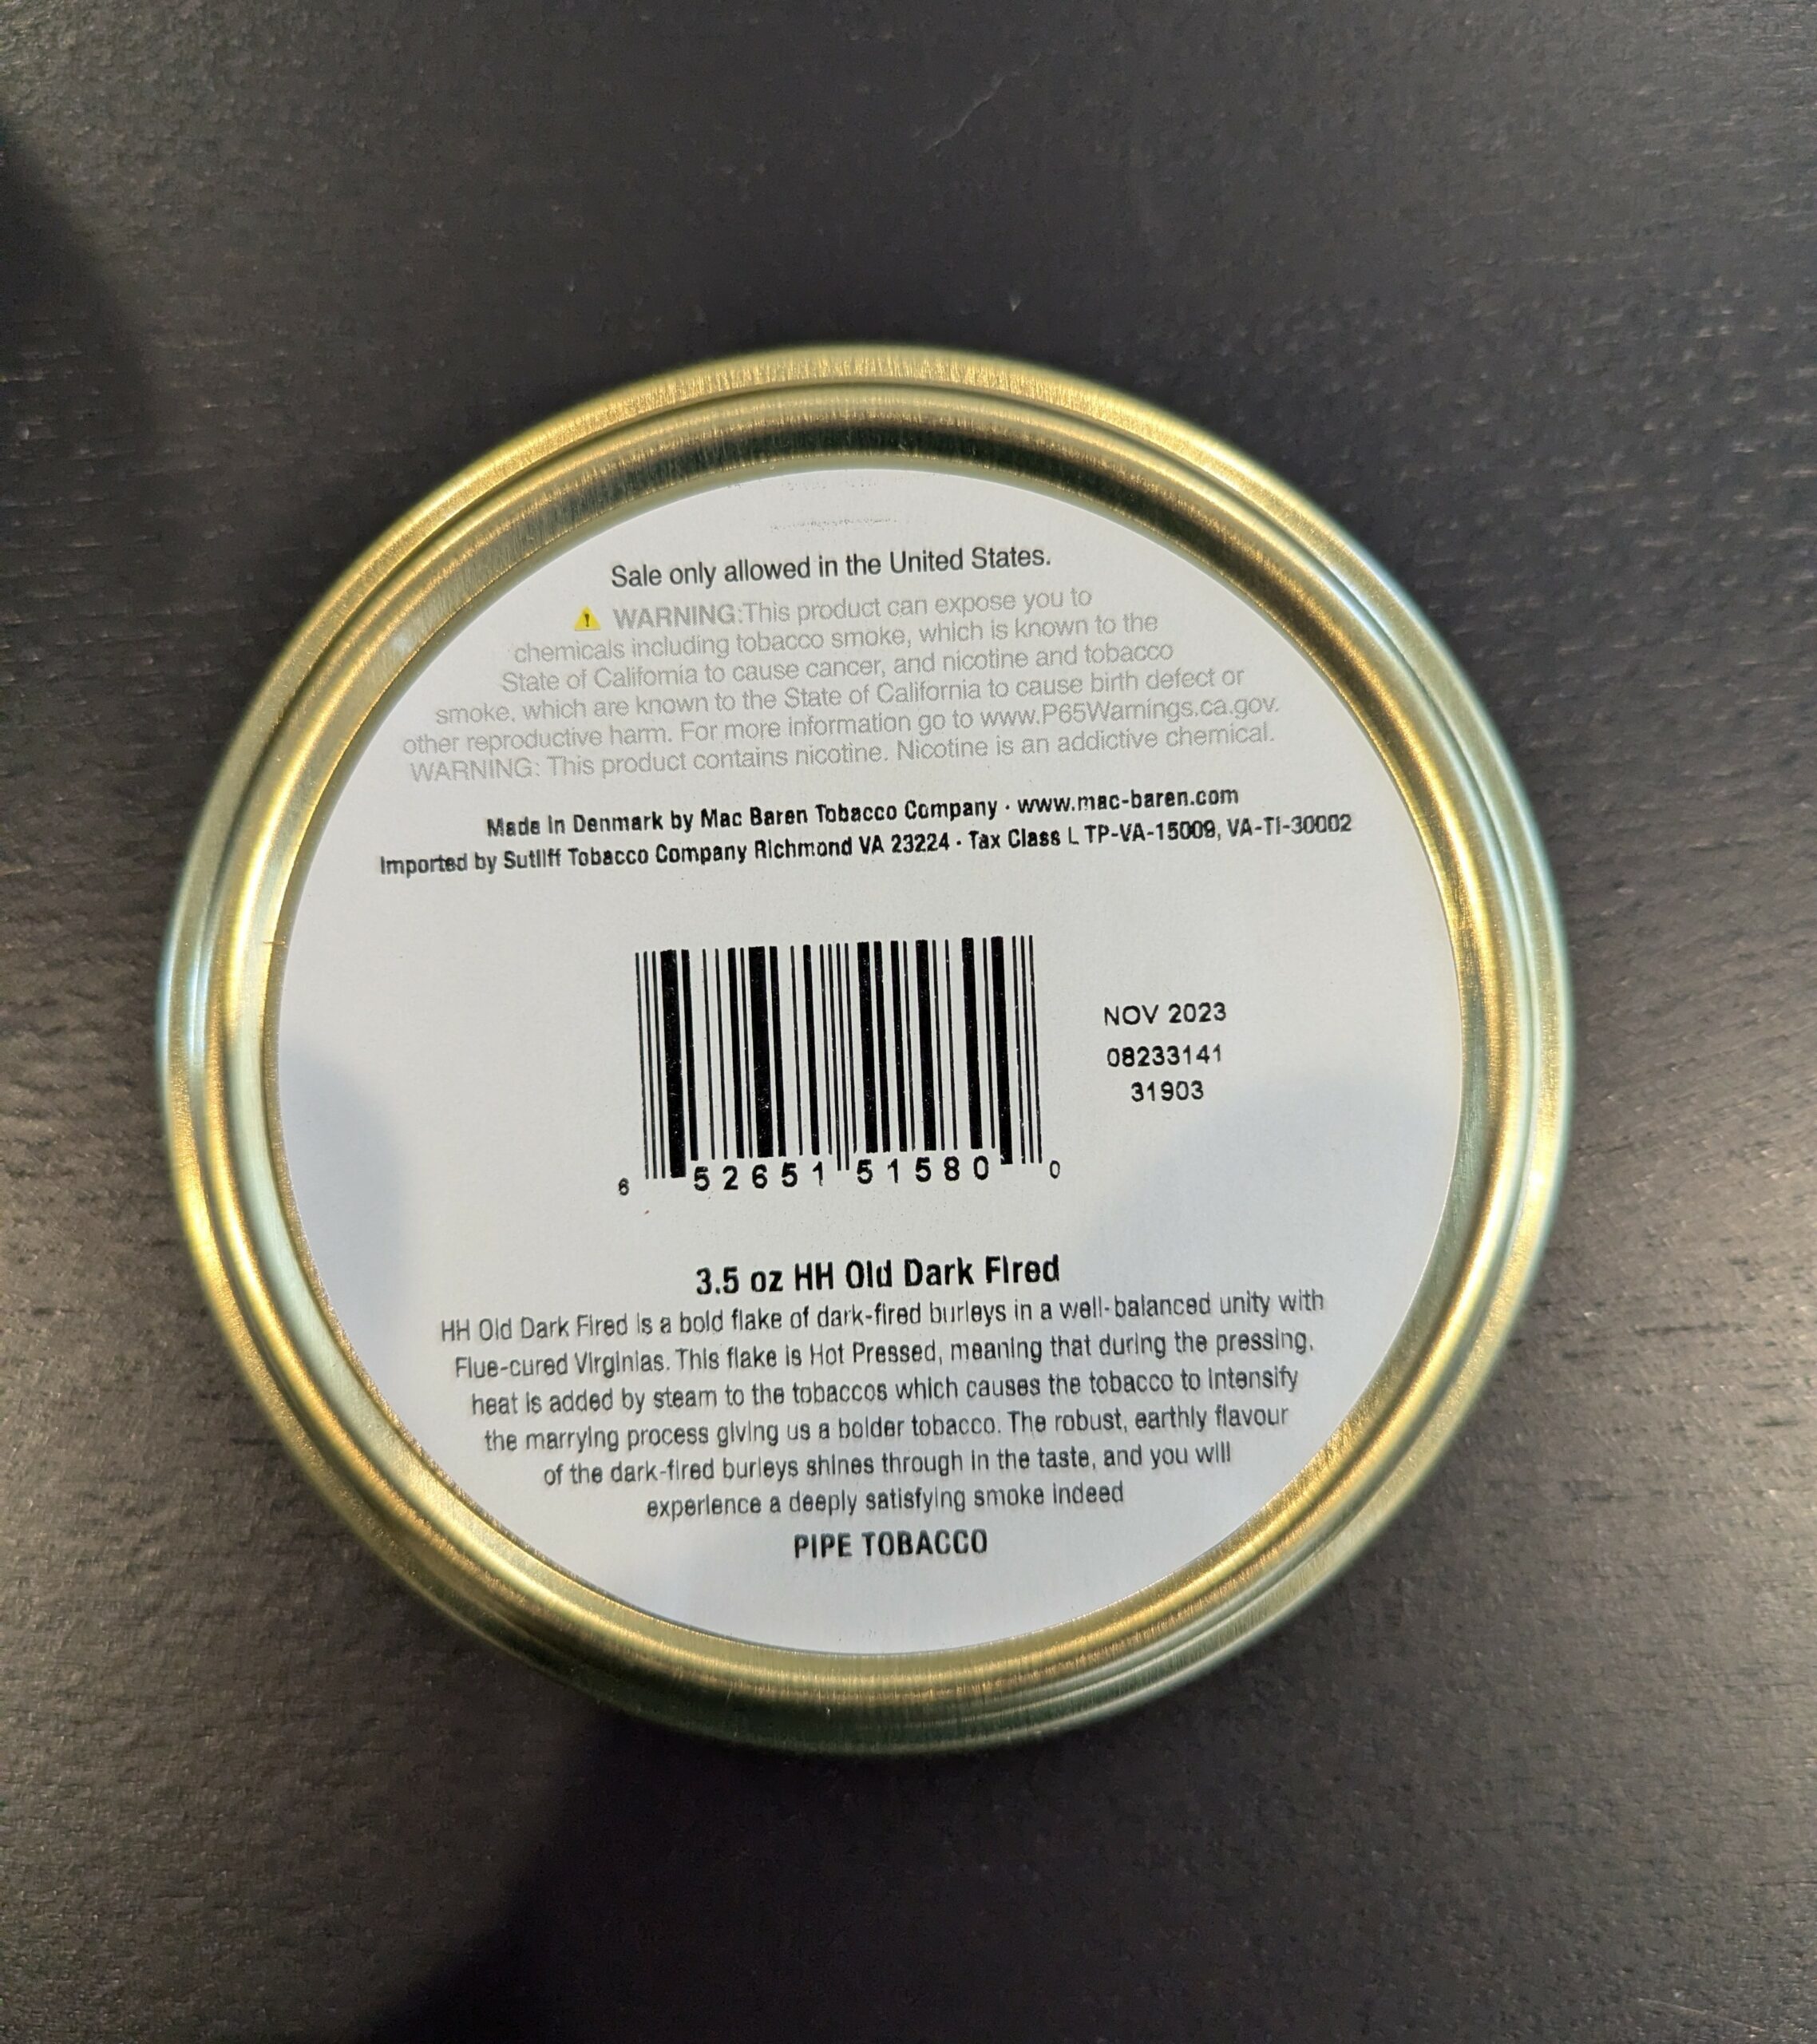 Sale only allowed in the United States.
⚠ WARNING:This product can expose you to
chemicals including tobacco smoke, which is known to the
State of California to cause cancer, and nicotine and tobacco
smoke, which are known to the State of California to cause birth defect or
other reproductive harm. For more information go to www.P65Warnings.ca.gov.
WARNING: This product contains nicotine. Nicotine is an addictive chemical.
Made in Denmark by Mac Baren Tobacco Company · www.mac-baren.com
Imported by Sutliff Tobacco Company Richmond VA 23224 · Tax Class L TP-VA-15009, VA-TI-30002
NOV 2023
08233141
31903
6 52651 51580 0
3.5 oz HH Old Dark Fired
HH Old Dark Fired is a bold flake of dark-fired burleys in a well-balanced unity with
Flue-cured Virginias. This flake is Hot Pressed, meaning that during the pressing,
heat is added by steam to the tobaccos which causes the tobacco to intensify
the marrying process giving us a bolder tobacco. The robust, earthly flavour
of the dark-fired burleys shines through in the taste, and you will
experience a deeply satisfying smoke indeed
PIPE TOBACCO